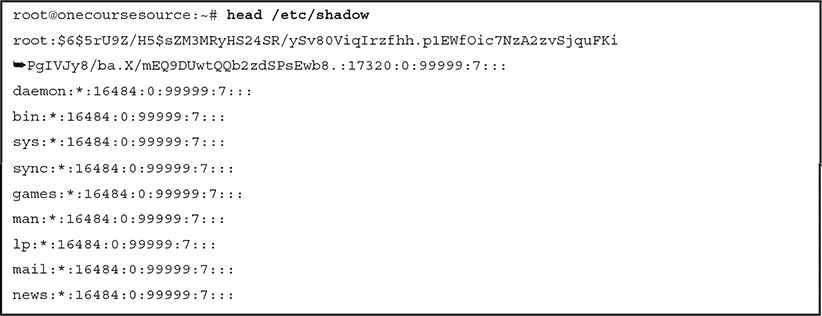 root@onecoursesource:~# head /etc/shadow
root:$6$5rU9Z/H5$sZM3MRyHS24SR/ySv80ViqIrzfhh.p1EWfOic7NzA2zvSjquFKi
➥PgIVJy8/ba.X/mEQ9DUwtQQb2zdSPsEwb8.:17320:0:99999:7:::
daemon:*:16484:0:99999:7:::
bin:*:16484:0:99999:7:::
sys:*:16484:0:99999:7:::
sync:*:16484:0:99999:7:::
games:*:16484:0:99999:7:::
man:*:16484:0:99999:7:::
lp:*:16484:0:99999:7:::
mail:*:16484:0:99999:7:::
news:*:16484:0:99999:7:::